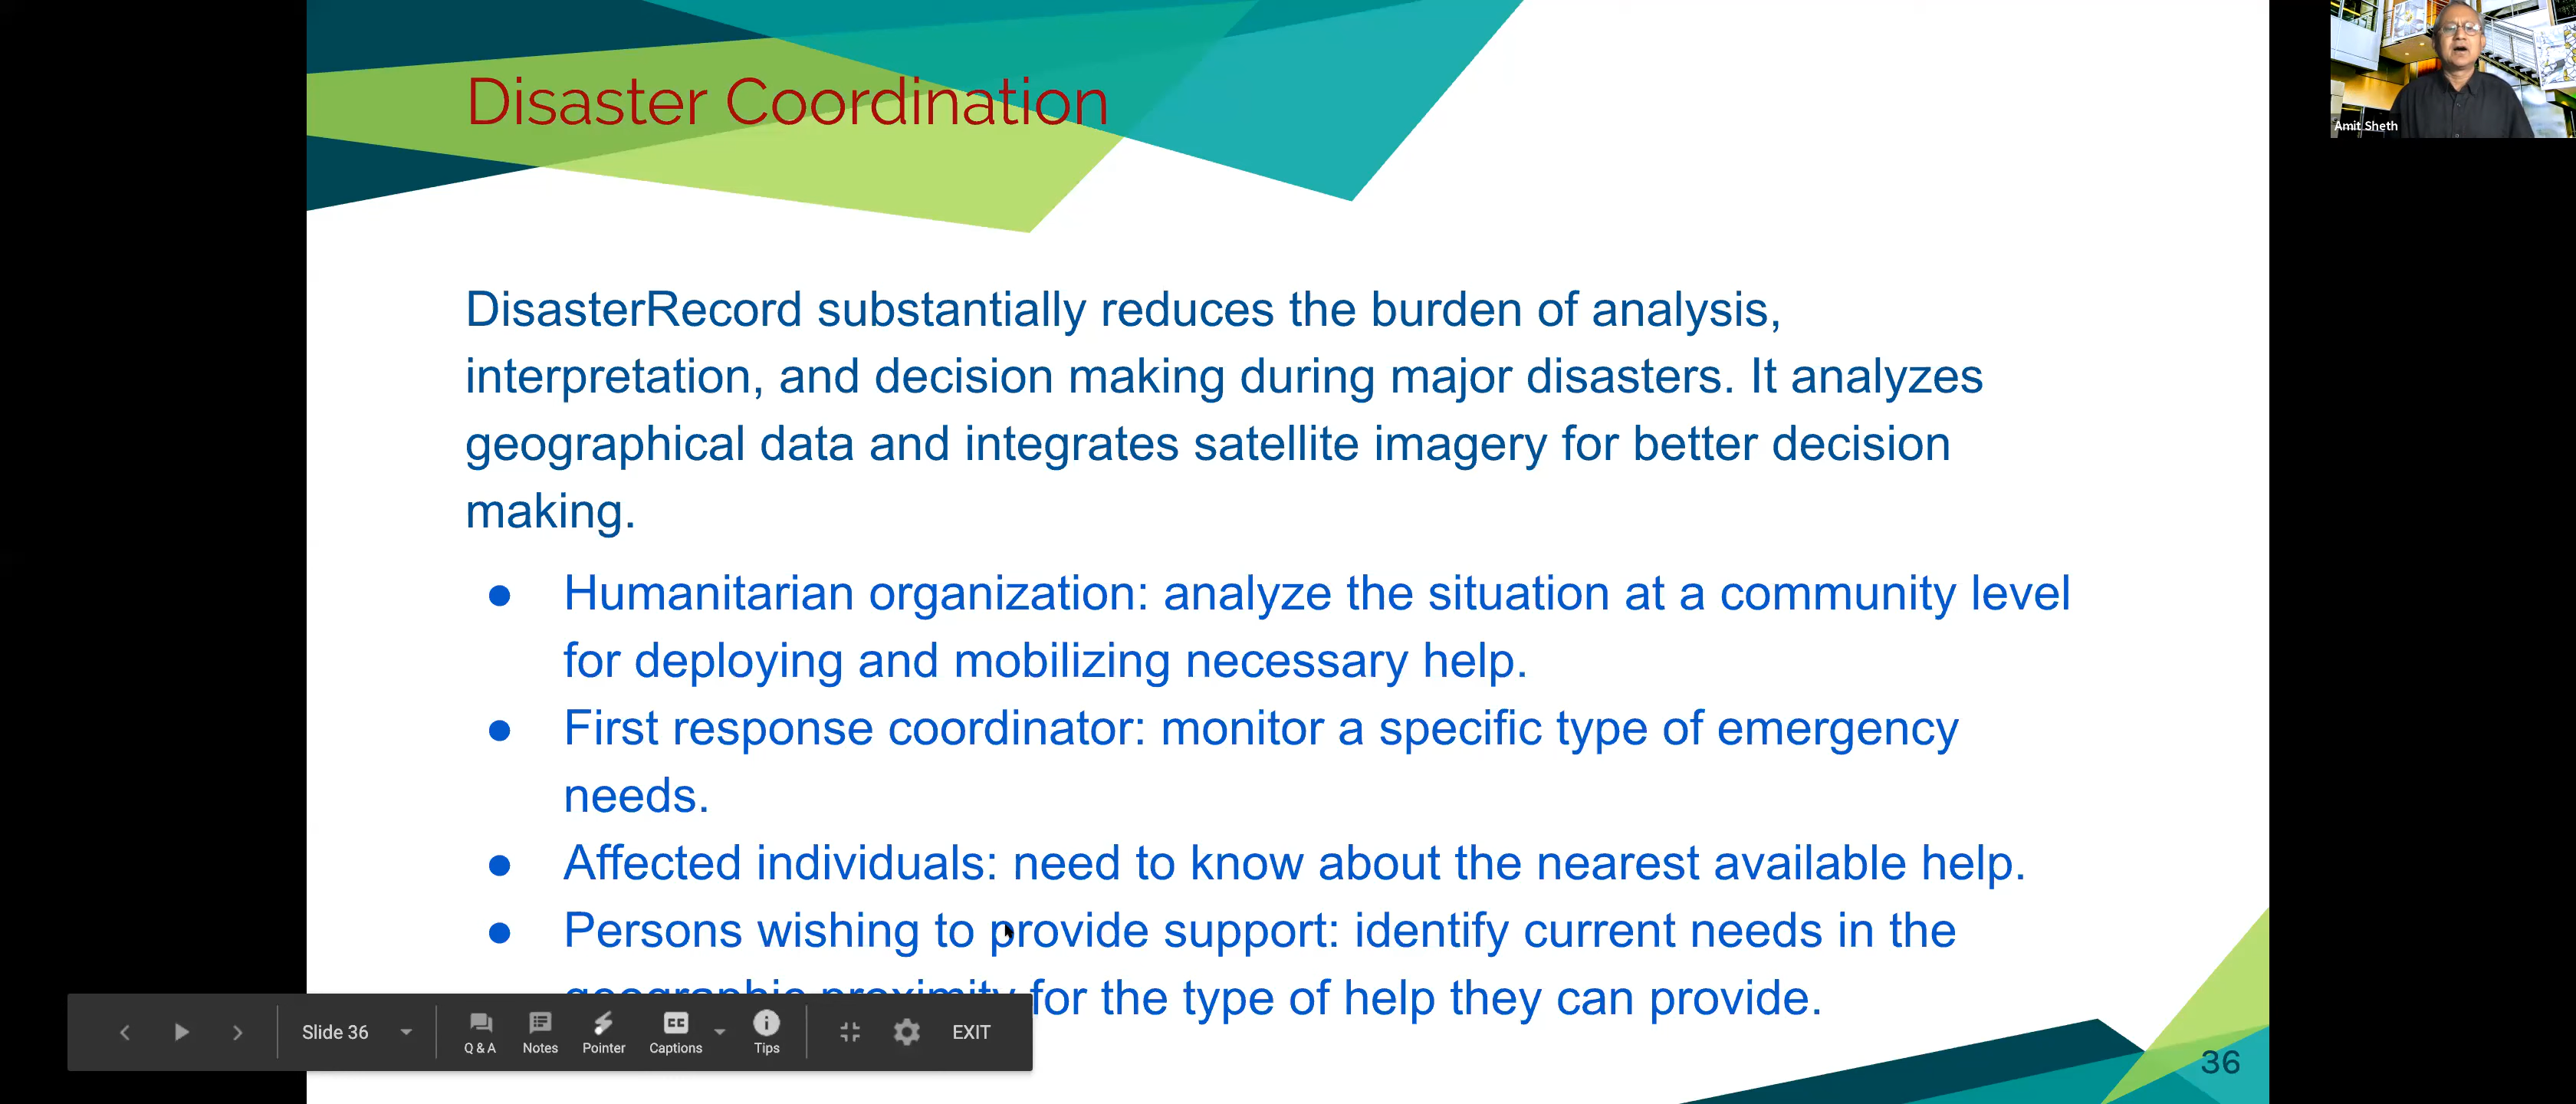 Disaster Coordination
Amit Sheth
DisasterRecord substantially reduces the burden of analysis,
interpretation, and decision making during major disasters. It analyzes
geographical data and integrates satellite imagery for better decision
making.
● Humanitarian organization: analyze the situation at a community level
for deploying and mobilizing necessary help.
● First response coordinator: monitor a specific type of emergency
needs.
● Affected individuals: need to know about the nearest available help.
● Persons wishing to provide support: identify current needs in the
geographic proximity for the type of help they can provide.
Slide 36
Q & A
Notes
Pointer
CC
Captions
Tips
EXIT
36